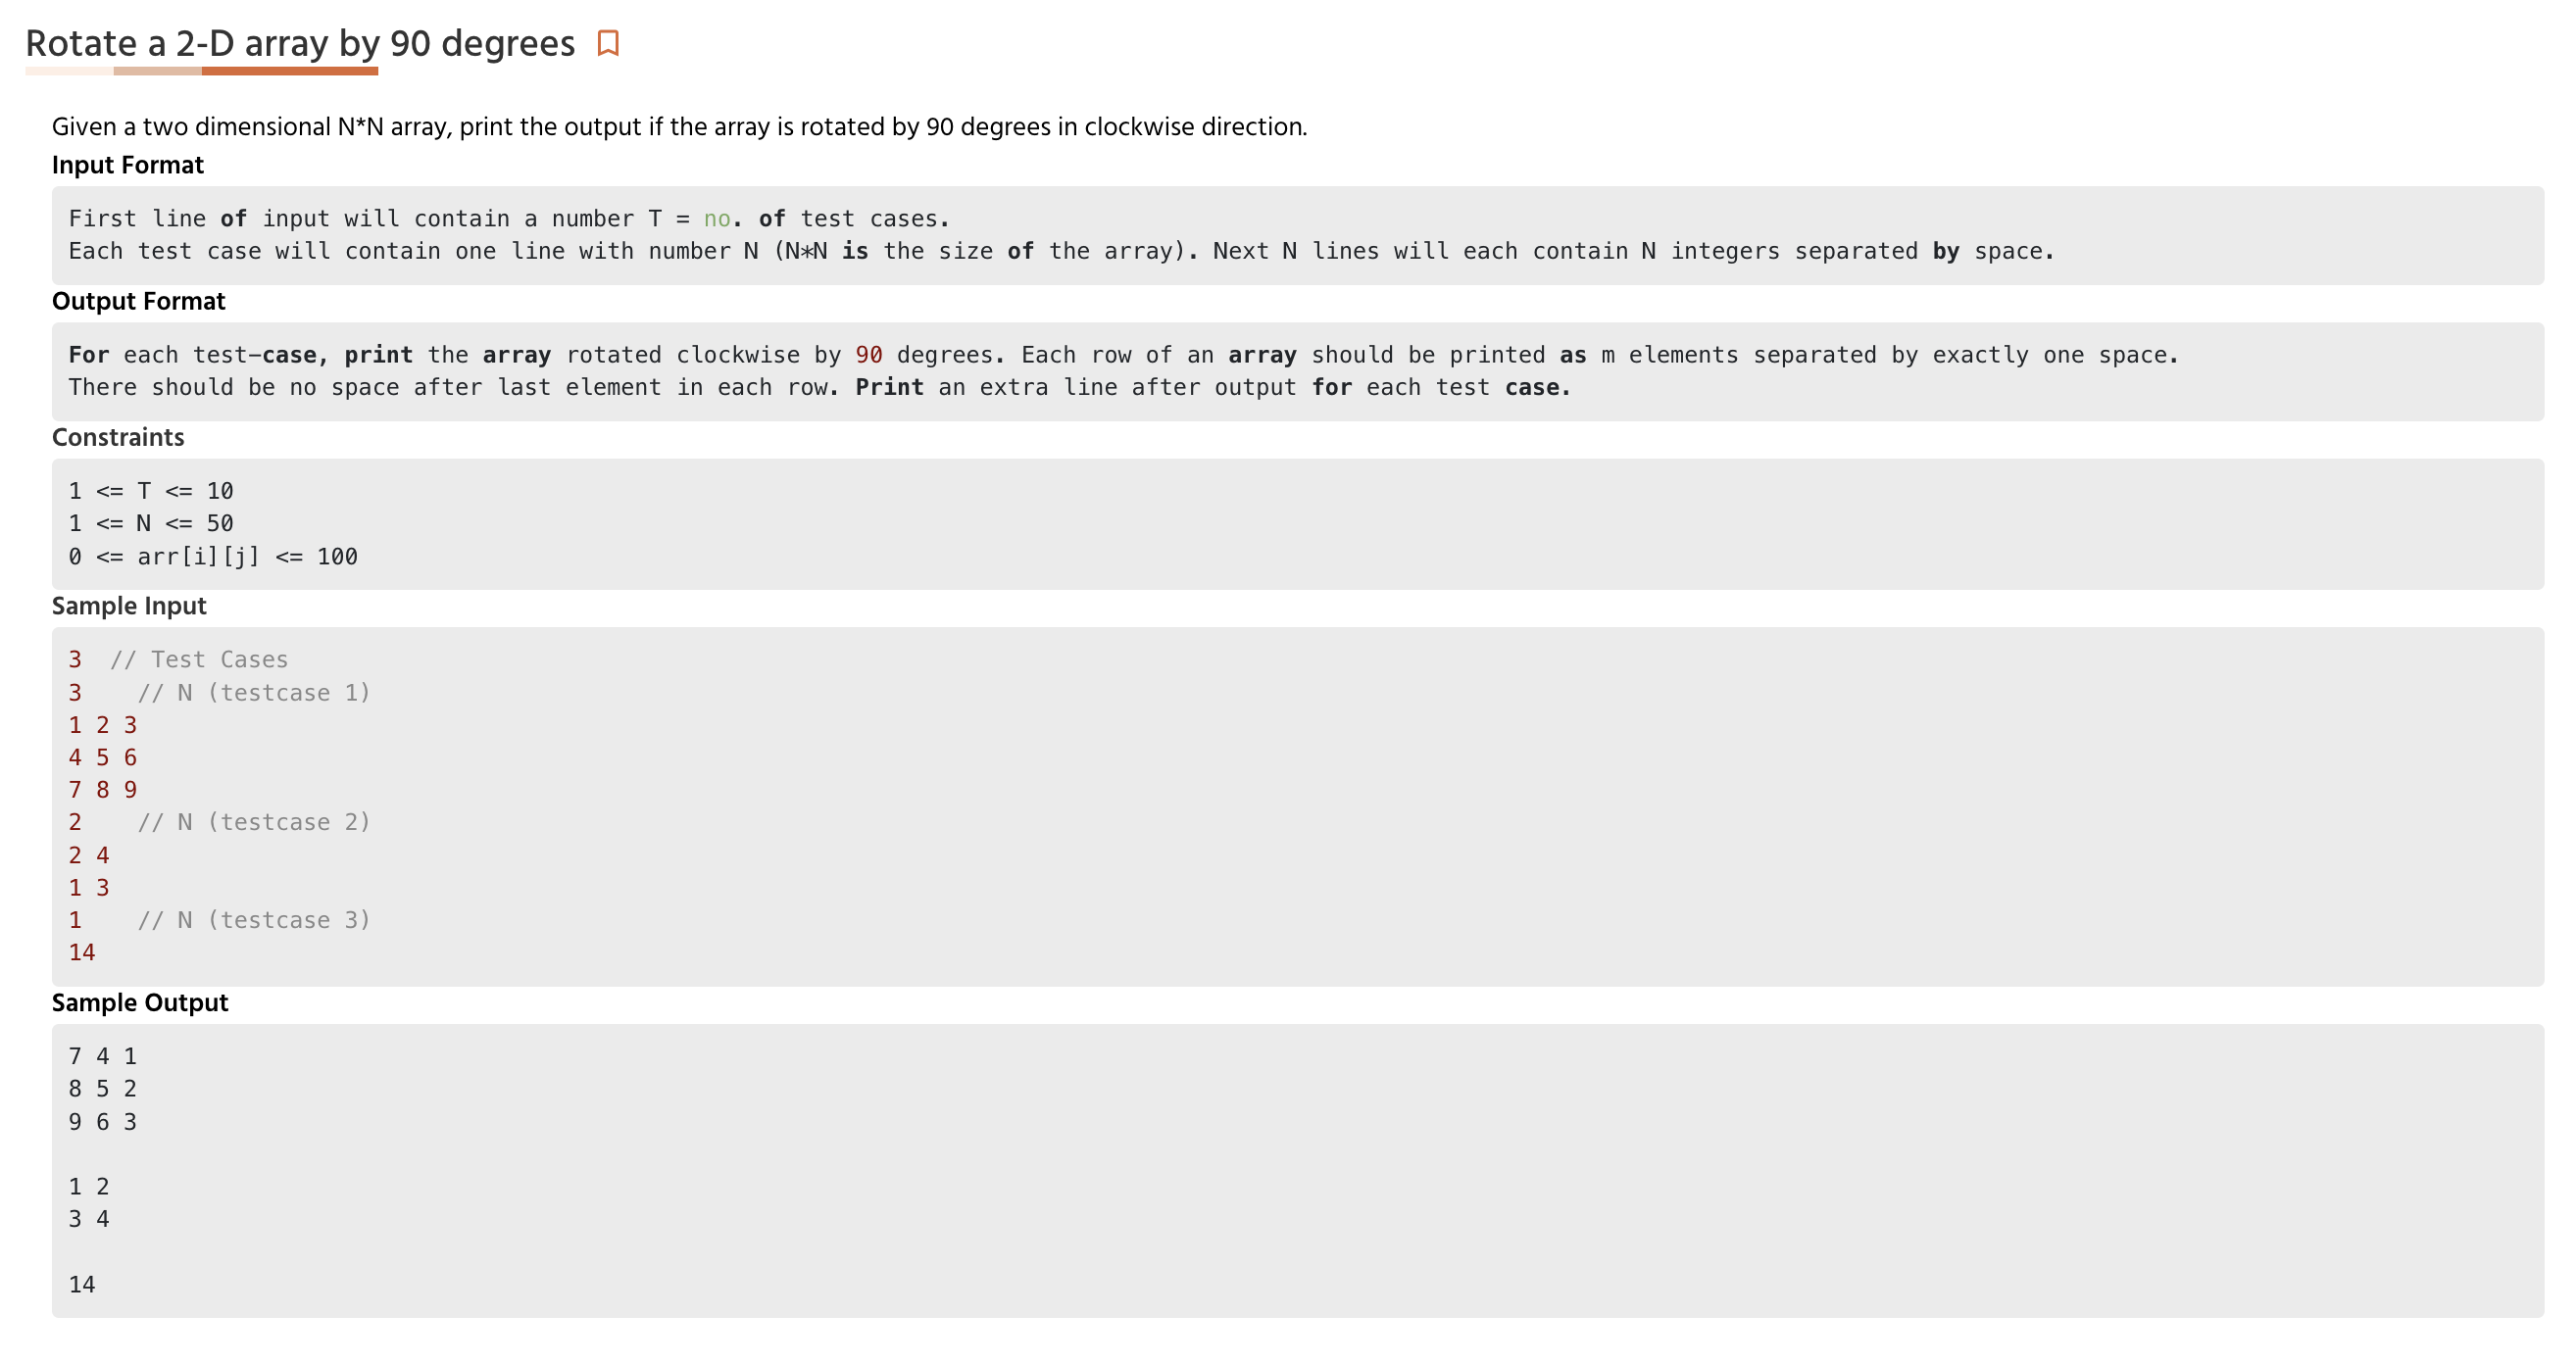 Rotate a 2-D array by 90 degrees
Given a two dimensional N*N array, print the output if the array is rotated by 90 degrees in clockwise direction.
Input Format
First line of input will contain a number T = no. of test cases.
Each test case will contain one line with number N (N*N is the size of the array). Next N lines will each contain N integers separated by space.
Output Format
For each test-case, print the array rotated clockwise by 90 degrees. Each row of an array should be printed as m elements separated by exactly one space.
There should be no space after last element in each row. Print an extra line after output for each test case.
Constraints
1 <= T <= 10
1 <= N <= 50
0 <= arr[i][j] <= 100
Sample Input
3  // Test Cases
3    // N (testcase 1)
1 2 3
4 5 6
7 8 9
2    // N (testcase 2)
2 4
1 3
1    // N (testcase 3)
14
Sample Output
7 4 1
8 5 2
9 6 3

1 2
3 4

14